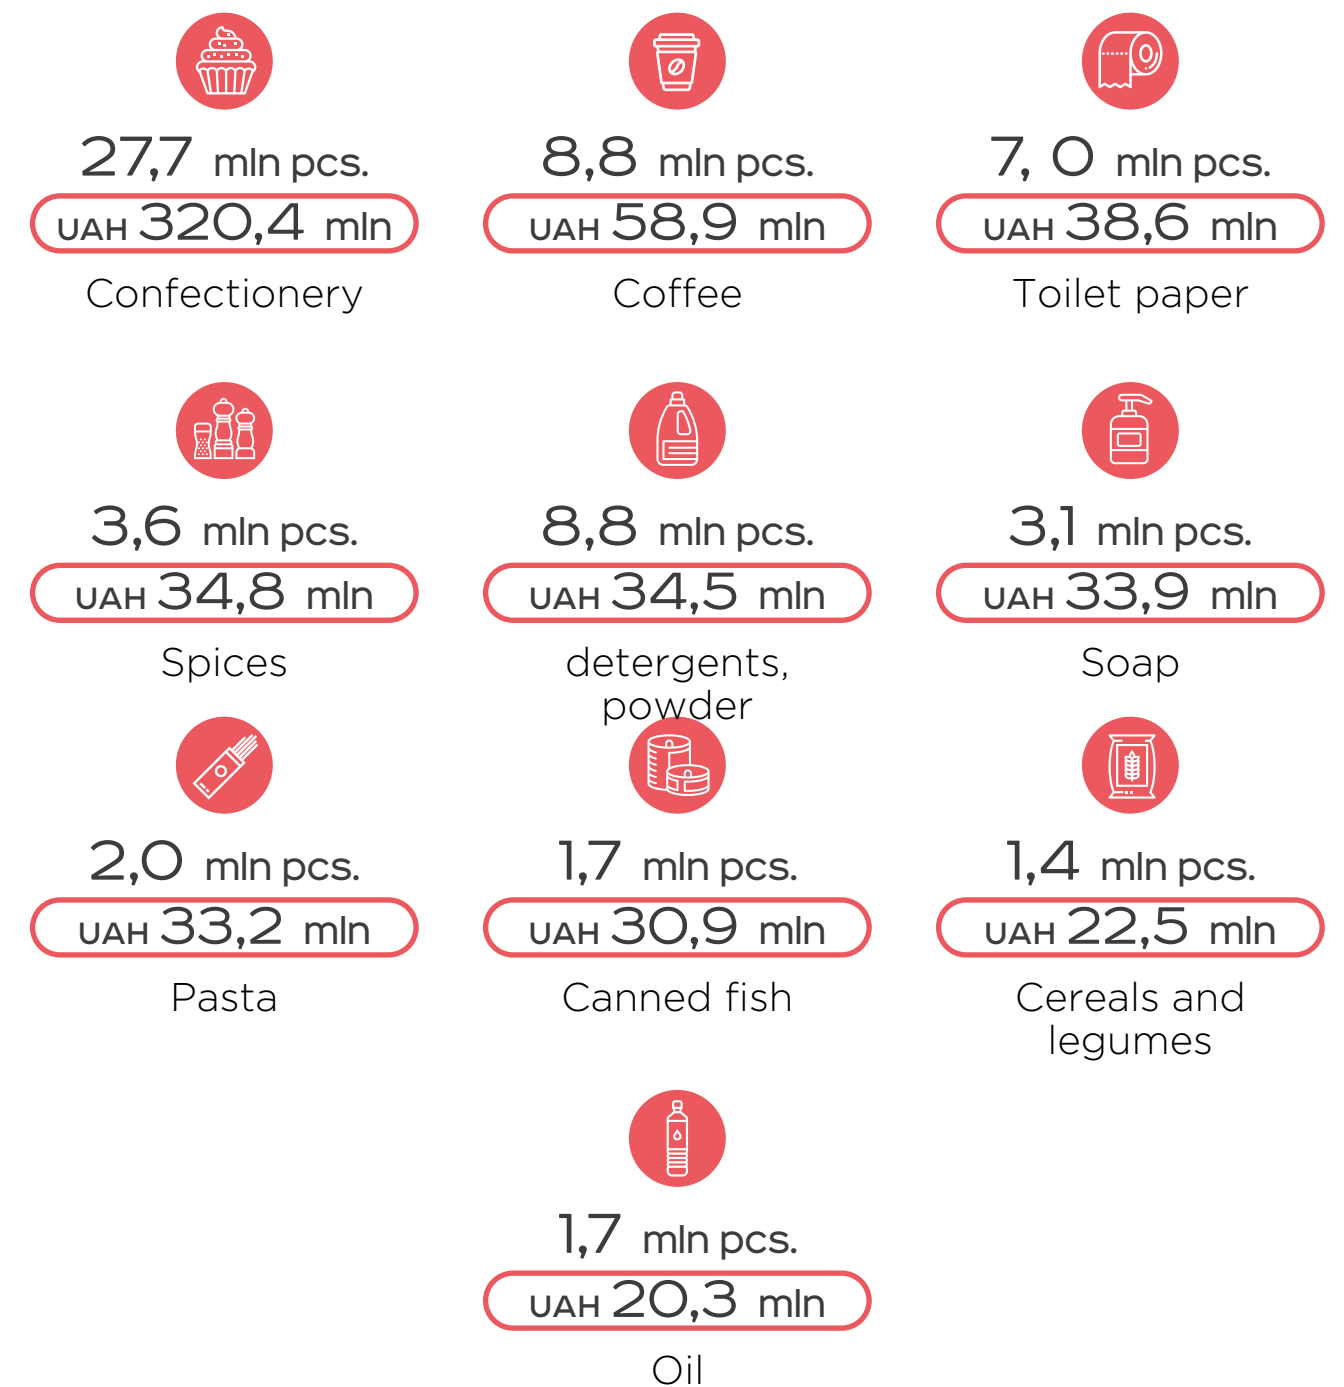 27,7 mln pcs.
UAH 320,4 mln
Confectionery
8,8 mln pcs.
UAH 58,9 mln
Coffee
7, 0 mln pcs.
UAH 38,6 mln
Toilet paper
3,6 mln pcs.
UAH 34,8 mln
Spices
8,8 mln pcs.
UAH 34,5 mln
detergents,
powder
3,1 mln pcs.
UAH 33,9 mln
Soap
2,0 mln pcs.
UAH 33,2 mln
Pasta
1,7 mln pcs.
UAH 30,9 mln
Canned fish
1,4 mln pcs.
UAH 22,5 mln
Cereals and
legumes
1,7 mln pcs.
UAH 20,3 mln
Oil